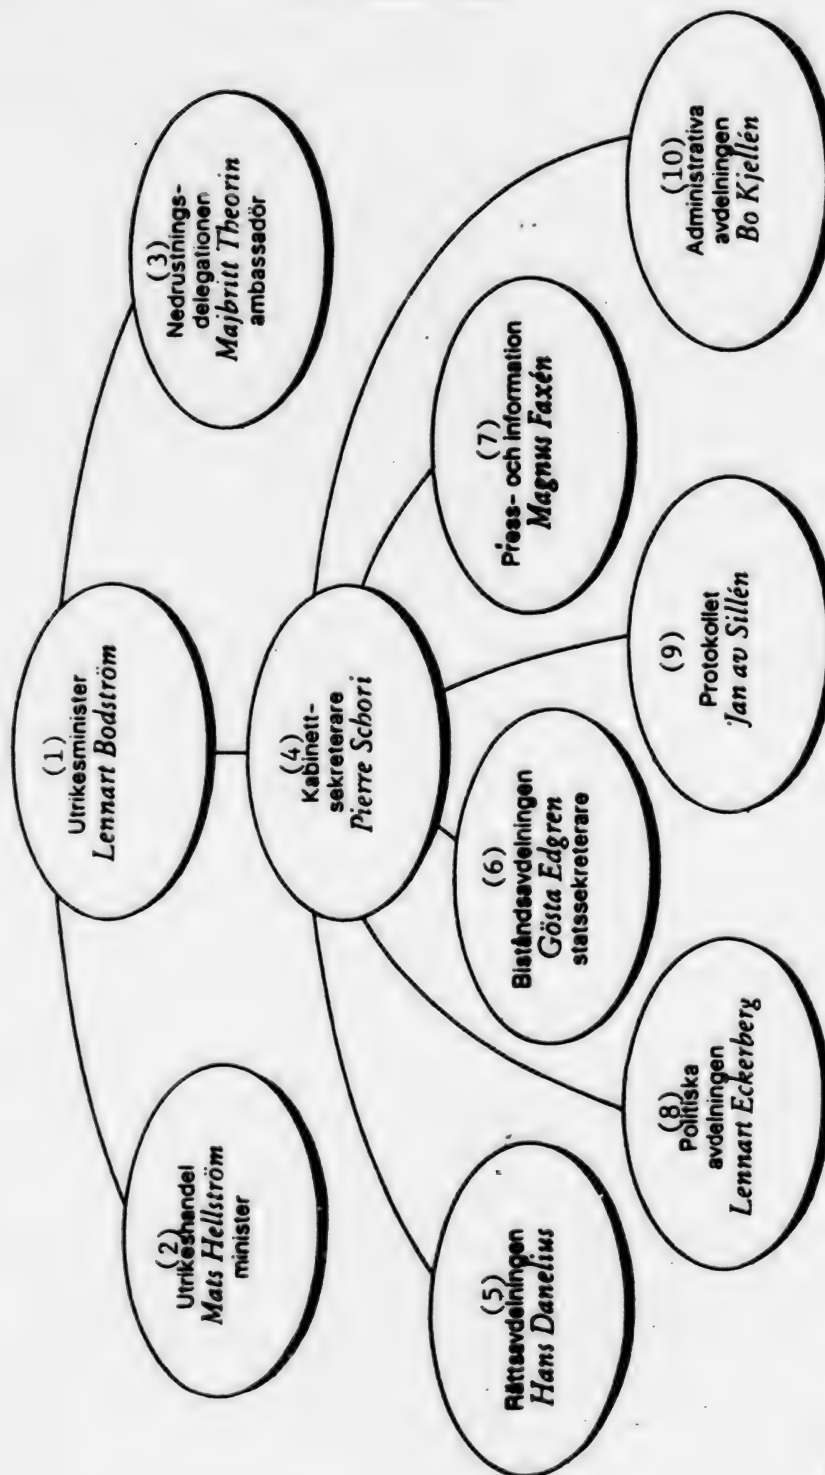 (1)
Utrikesminister
Lennart Bodström
(2)
Utrikeshandel
Mats Hellström
minister
(3)
Nedrustnings-
delegationen
Majbritt Theorin
ambassadör
(4)
Kabinett-
sekreterare
Pierre Schori
(5)
Rättsavdelningen
Hans Danelius
(6)
Biståndsavdelningen
Gösta Edgren
statssekreterare
(7)
Press- och information
Magnus Faxén
(8)
Politiska
avdelningen
Lennart Eckerberg
(9)
Protokollet
Jan av Sillén
(10)
Administrativa
avdelningen
Bo Kjellén